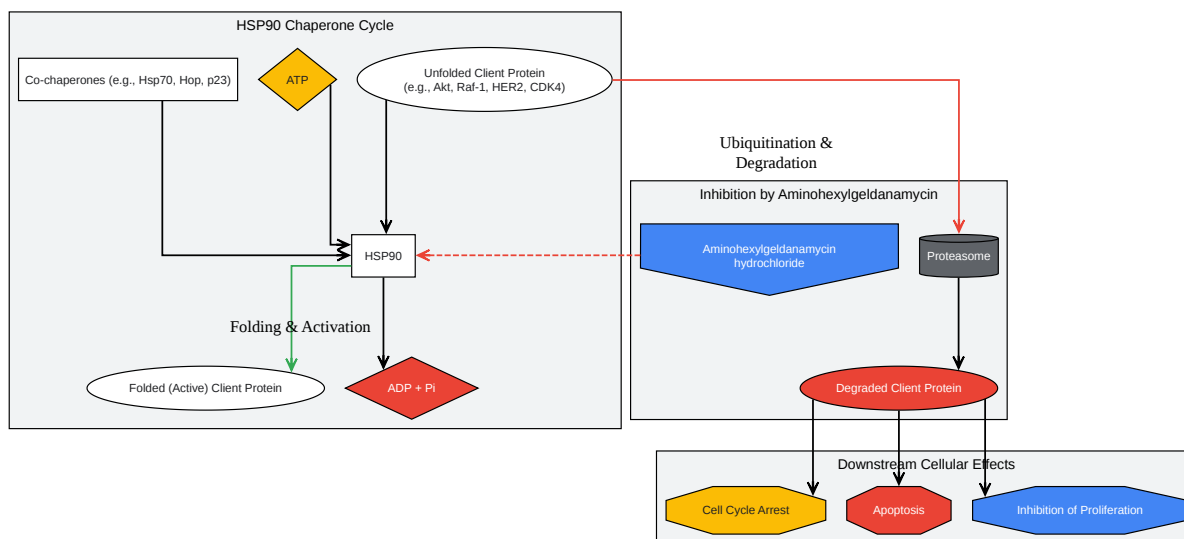 HSP90 Chaperone Cycle
Co-chaperones (e.g., Hsp70, Hop, p23)
ATP
Unfolded Client Protein
(e.g., Akt, Raf-1, HER2, CDK4)
Ubiquitination &
Degradation
Inhibition by Aminohexylgeldanamycin
HSP90
Aminohexylgeldanamycin
hydrochloride
Proteasome
Folding & Activation
Folded (Active) Client Protein
ADP + Pi
Degraded Client Protein
Downstream Cellular Effects
Cell Cycle Arrest
Apoptosis
Inhibition of Proliferation